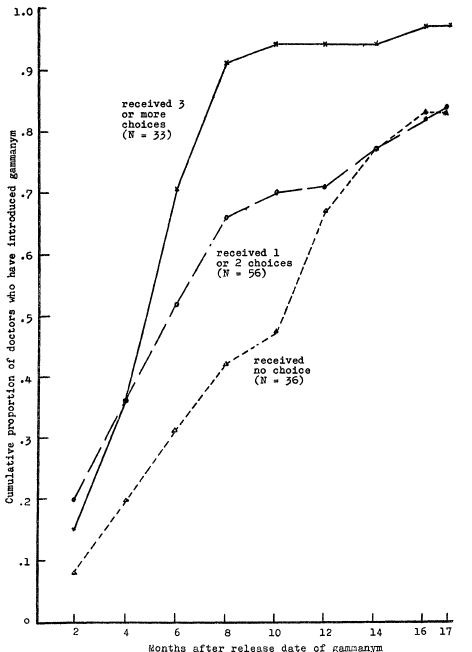 Cumulative proportion of doctors who have introduced gammanym
1.0
.9
.8
.7
.6
.5
.4
.3
.2
.1
0
received 3
or more
choices
(N = 33)
received 1
or 2 choices
(N = 56)
received
no choice
(N = 36)
2 4 6 8 10 12 14 16 17
Months after release date of gammanym